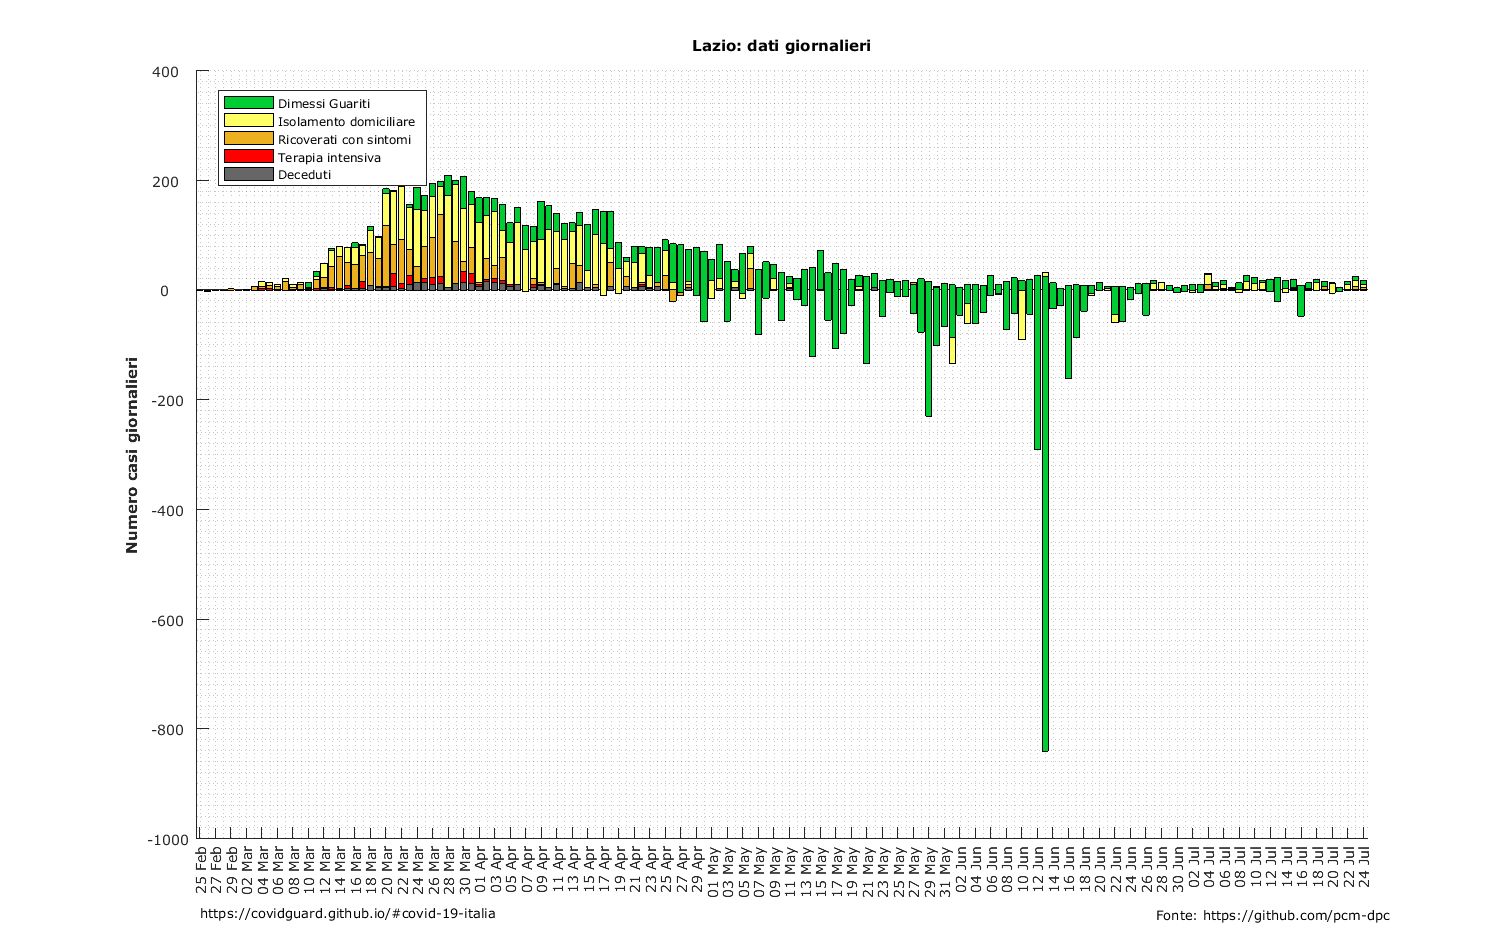 Lazio: dati giornalieri
400
200
0
-200
-400
-600
-800
-1000
Numero casi giornalieri
Dimessi Guariti
Isolamento domiciliare
Ricoverati con sintomi
Terapia intensiva
Deceduti
25 Feb
27 Feb
29 Feb
02 Mar
04 Mar
06 Mar
08 Mar
10 Mar
12 Mar
14 Mar
16 Mar
18 Mar
20 Mar
22 Mar
24 Mar
26 Mar
28 Mar
30 Mar
01 Apr
03 Apr
05 Apr
07 Apr
09 Apr
11 Apr
13 Apr
15 Apr
17 Apr
19 Apr
21 Apr
23 Apr
25 Apr
27 Apr
29 Apr
01 May
03 May
05 May
07 May
09 May
11 May
13 May
15 May
17 May
19 May
21 May
23 May
25 May
27 May
29 May
31 May
02 Jun
04 Jun
06 Jun
08 Jun
10 Jun
12 Jun
14 Jun
16 Jun
18 Jun
20 Jun
22 Jun
24 Jun
26 Jun
28 Jun
30 Jun
02 Jul
04 Jul
06 Jul
08 Jul
10 Jul
12 Jul
14 Jul
16 Jul
18 Jul
20 Jul
22 Jul
24 Jul
https://covidguard.github.io/#covid-19-italia
Fonte: https://github.com/pcm-dpc